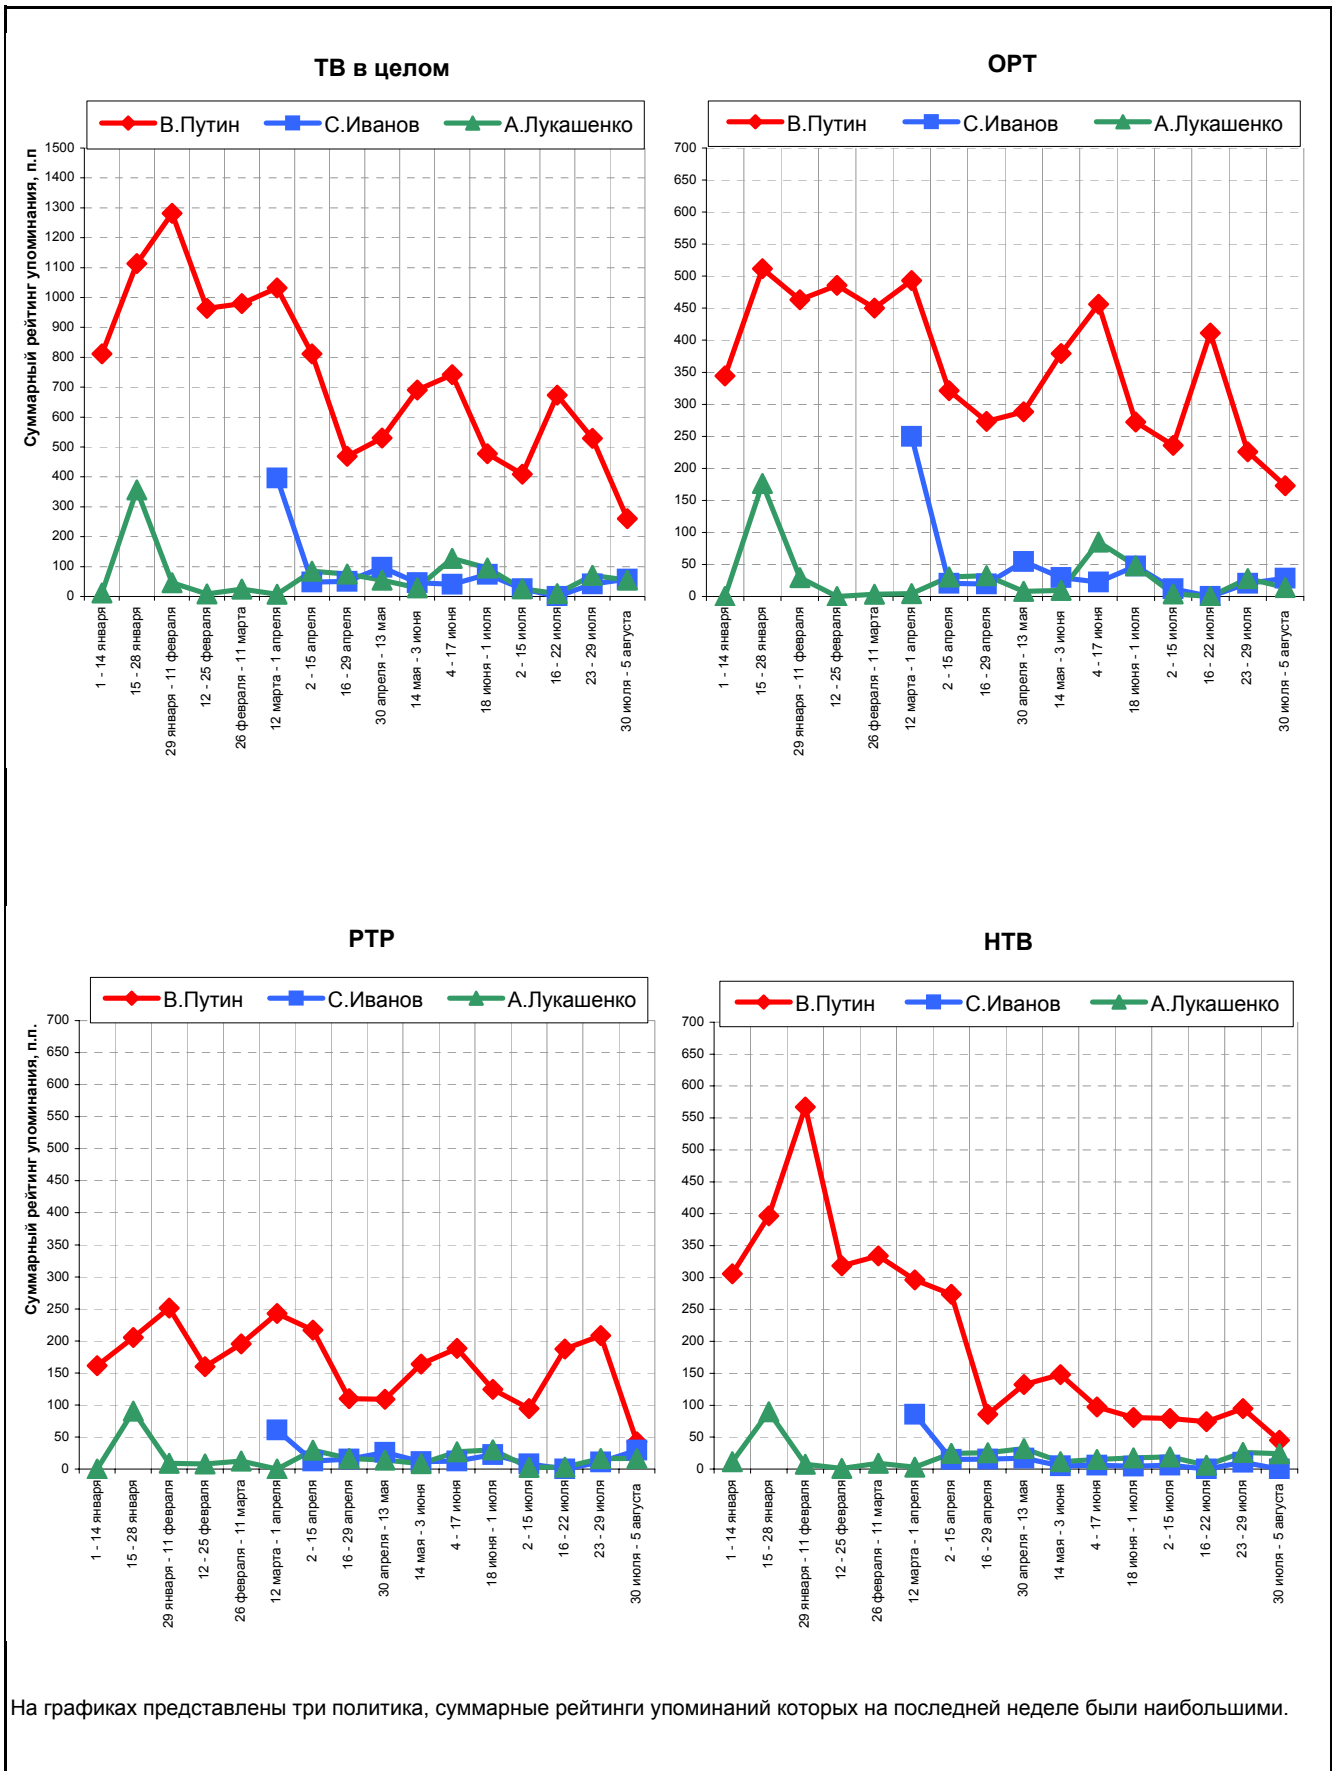 ТВ в целом
В.Путин С.Иванов А.Лукашенко
Суммарный рейтинг упоминания, п.п
1500
1400
1300
1200
1100
1000
900
800
700
600
500
400
300
200
100
0
1 - 14 января
15 - 28 января
29 января - 11 февраля
12 - 25 февраля
26 февраля - 11 марта
12 марта - 1 апреля
2 - 15 апреля
16 - 29 апреля
30 апреля - 13 мая
14 мая - 3 июня
4 - 17 июня
18 июня - 1 июля
2 - 15 июля
16 - 22 июля
23 - 29 июля
30 июля - 5 августа
ОРТ
В.Путин С.Иванов А.Лукашенко
700
650
600
550
500
450
400
350
300
250
200
150
100
50
0
1 - 14 января
15 - 28 января
29 января - 11 февраля
12 - 25 февраля
26 февраля - 11 марта
12 марта - 1 апреля
2 - 15 апреля
16 - 29 апреля
30 апреля - 13 мая
14 мая - 3 июня
4 - 17 июня
18 июня - 1 июля
2 - 15 июля
16 - 22 июля
23 - 29 июля
30 июля - 5 августа
РТР
В.Путин С.Иванов А.Лукашенко
Суммарный рейтинг упоминания, п.п.
700
650
600
550
500
450
400
350
300
250
200
150
100
50
0
1 - 14 января
15 - 28 января
29 января - 11 февраля
12 - 25 февраля
26 февраля - 11 марта
12 марта - 1 апреля
2 - 15 апреля
16 - 29 апреля
30 апреля - 13 мая
14 мая - 3 июня
4 - 17 июня
18 июня - 1 июля
2 - 15 июля
16 - 22 июля
23 - 29 июля
30 июля - 5 августа
НТВ
В.Путин С.Иванов А.Лукашенко
700
650
600
550
500
450
400
350
300
250
200
150
100
50
0
1 - 14 января
15 - 28 января
29 января - 11 февраля
12 - 25 февраля
26 февраля - 11 марта
12 марта - 1 апреля
2 - 15 апреля
16 - 29 апреля
30 апреля - 13 мая
14 мая - 3 июня
4 - 17 июня
18 июня - 1 июля
2 - 15 июля
16 - 22 июля
23 - 29 июля
30 июля - 5 августа
На графиках представлены три политика, суммарные рейтинги упоминаний которых на последней неделе были наибольшими.